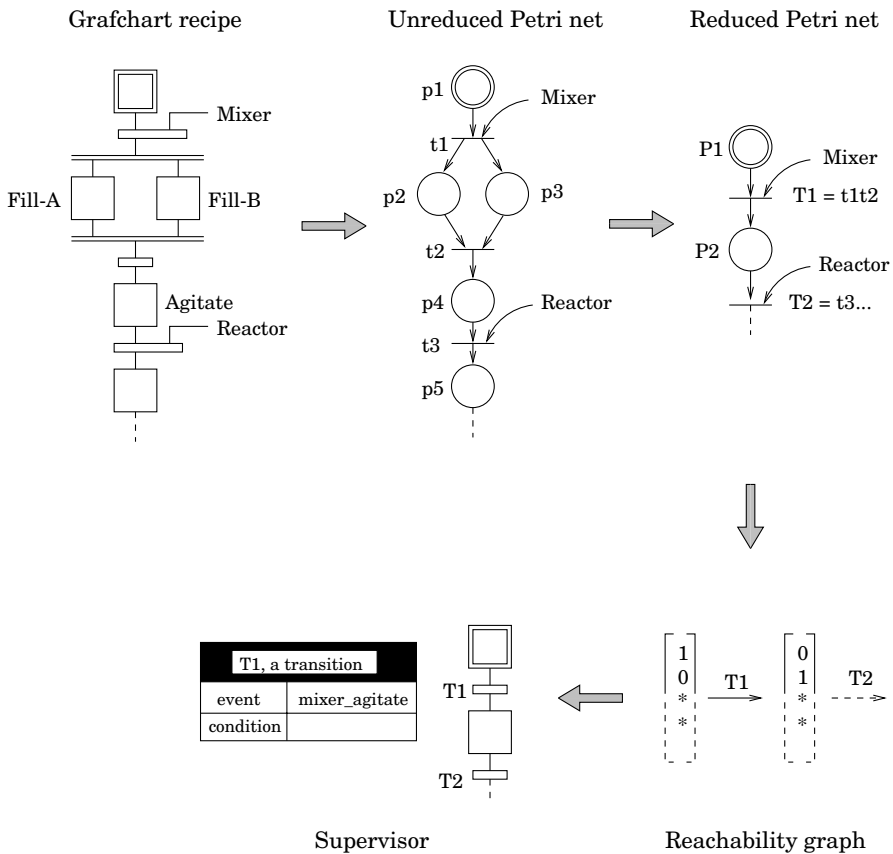 Grafchart recipe
Unreduced Petri net
Reduced Petri net
Mixer
Fill-A
Fill-B
Agitate
Reactor
p1
Mixer
t1
p2
p3
t2
p4
Reactor
t3
p5
P1
Mixer
T1 = t1t2
P2
Reactor
T2 = t3...
T1, a transition
event mixer_agitate
condition
T1
T2
1
0
*
*
T1
0
1
*
*
T2
Supervisor
Reachability graph